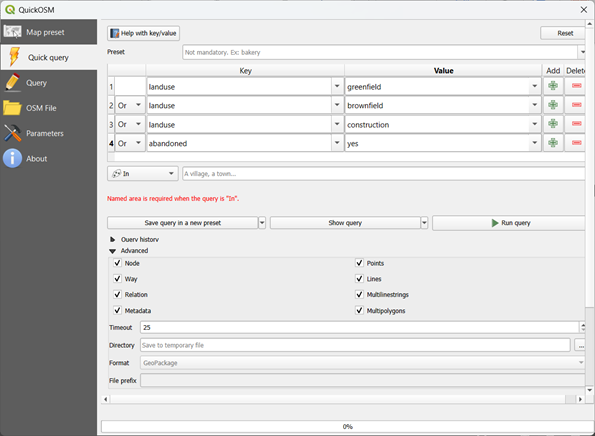 QuickOSM
Map preset
Quick query
Query
OSM File
Parameters
About
Help with key/value
Reset
Preset Not mandatory. Ex: bakery
Key Value Add Delete
1 landuse greenfield
2 Or landuse brownfield
3 Or landuse construction
4 Or abandoned yes
In A village, a town...
Named area is required when the query is "In".
Save query in a new preset Show query Run query
Query history
Advanced
Node Points
Way Lines
Relation Multilinestrings
Metadata Multipolygons
Timeout 25
Directory Save to temporary file ...
Format GeoPackage
File prefix
0%